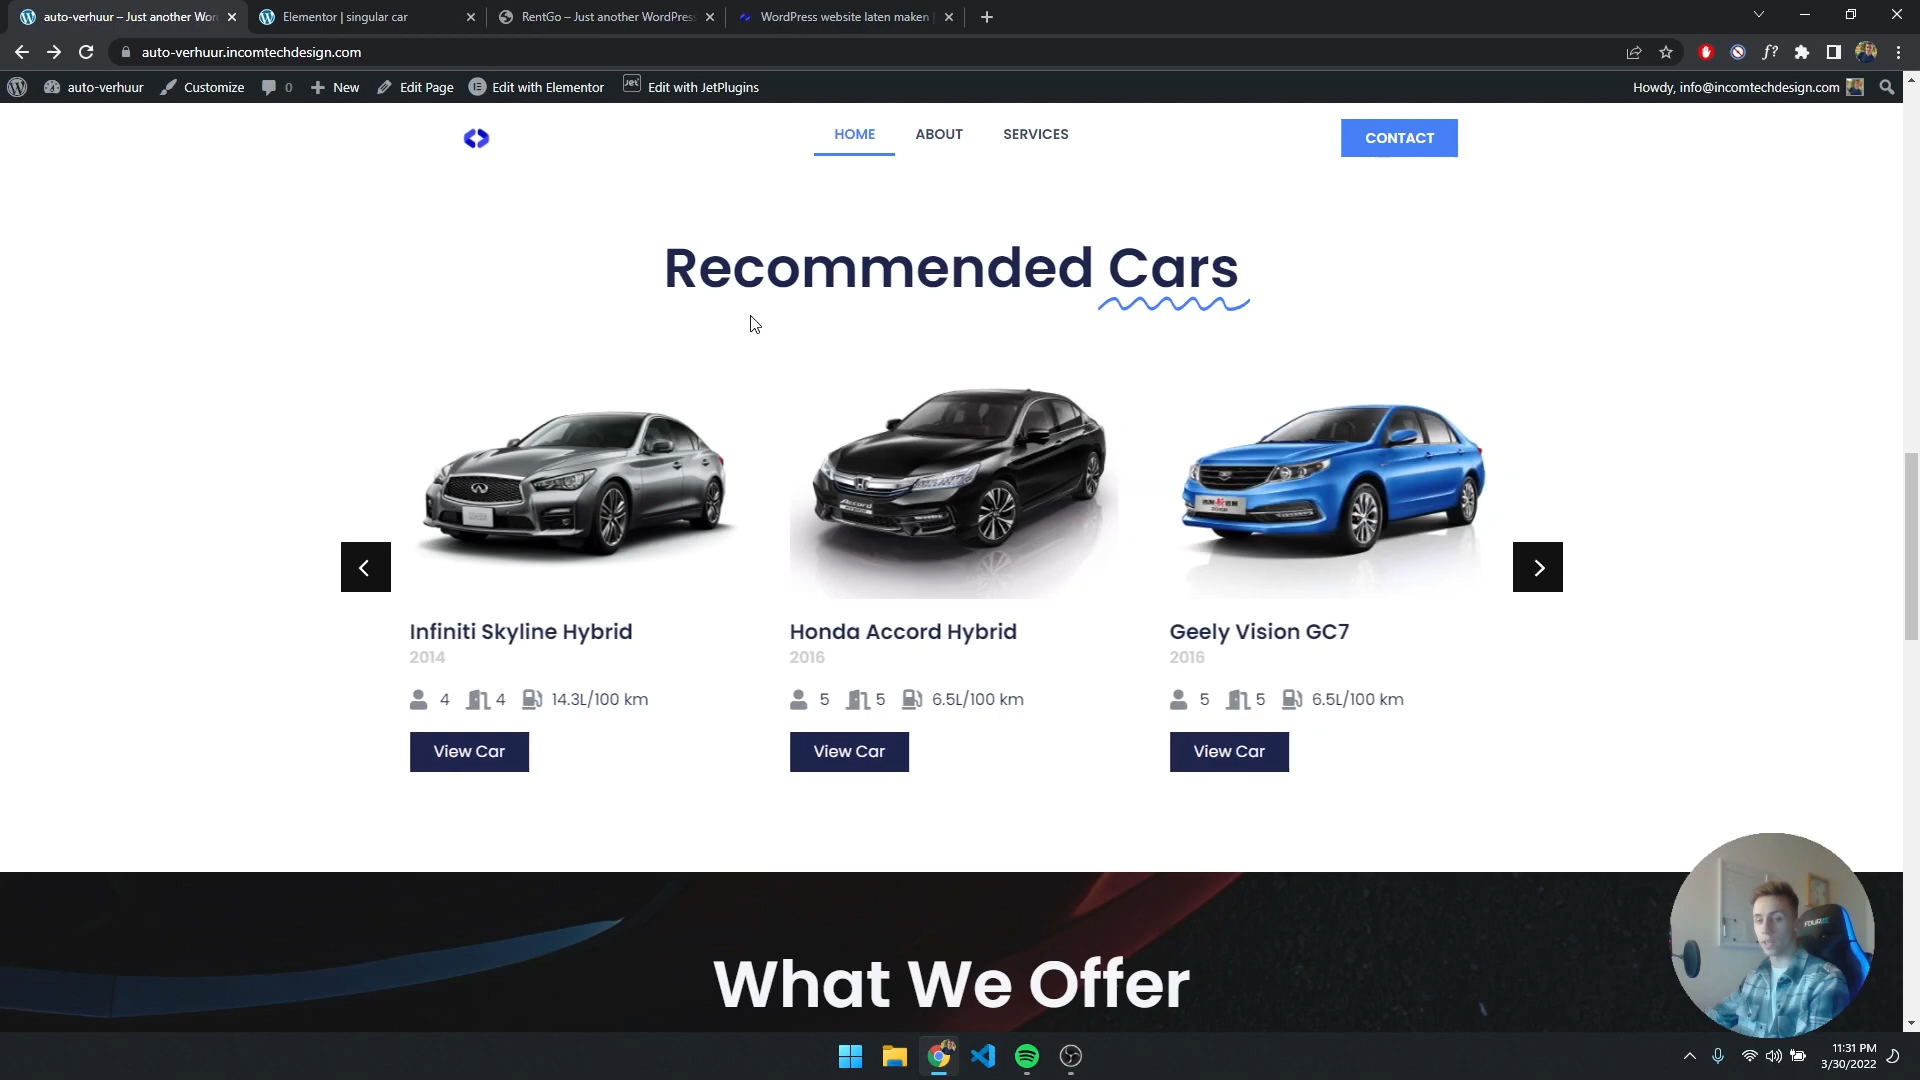 auto-verhuur – Just another Wor
Elementor | singular car
RentGo – Just another WordPress
WordPress website laten maken |
auto-verhuur.incomtechdesign.com
f?
auto-verhuur
Customize
0
New
Edit Page
Edit with Elementor
Jet
Edit with JetPlugins
Howdy, info@incomtechdesign.com
HOME
ABOUT
SERVICES
CONTACT
Recommended Cars
Accord
Infiniti Skyline Hybrid
2014
4 4 14.3L/100 km
View Car
Honda Accord Hybrid
2016
5 5 6.5L/100 km
View Car
Geely Vision GC7
2016
5 5 6.5L/100 km
View Car
What We Offer
11:31 PM
3/30/2022